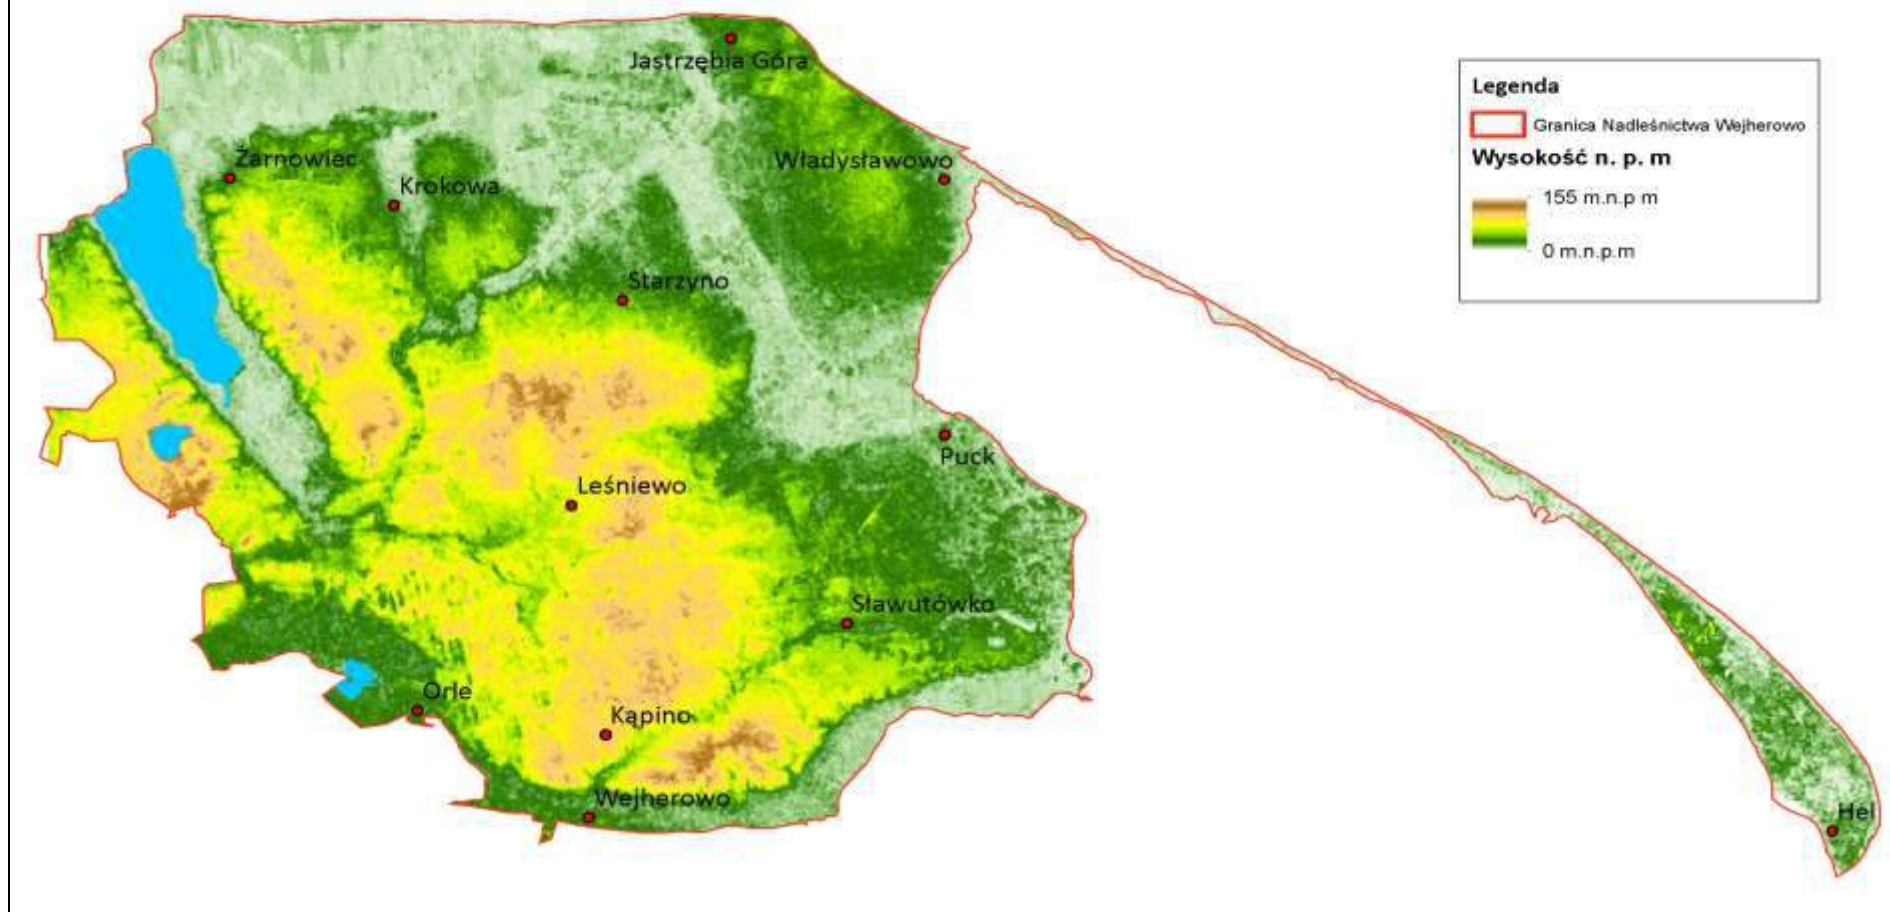 Jastrzębia Góra
Żarnowiec
Krokowa
Władysławowo
Starzyno
Puck
Leśniewo
Sławutówko
Orle
Kąpino
Wejherowo
Hel
Legenda
Granica Nadleśnictwa Wejherowo
Wysokość n. p. m
155 m.n.p m
0 m.n.p.m